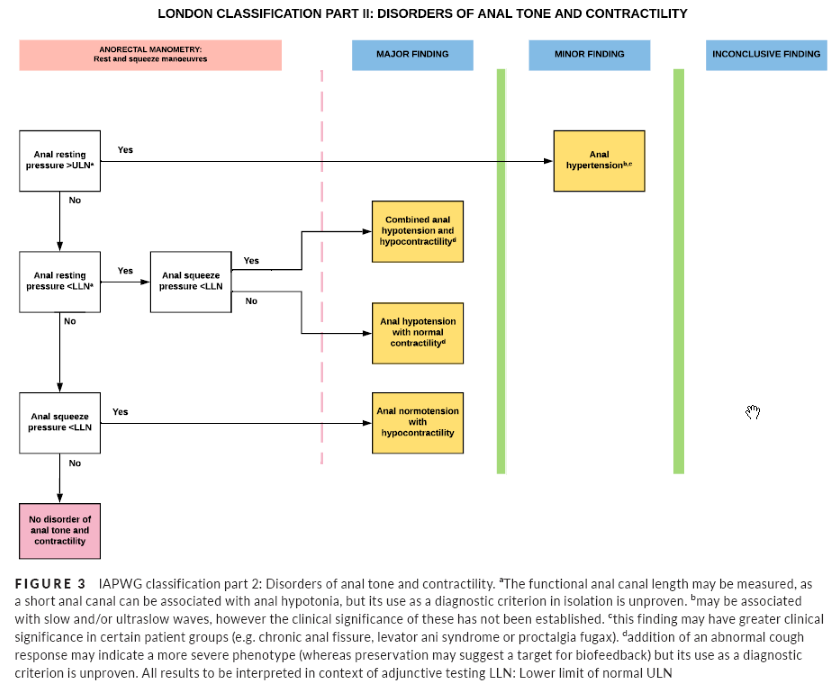 LONDON CLASSIFICATION PART II: DISORDERS OF ANAL TONE AND CONTRACTILITY
ANORECTAL MANOMETRY:
Rest and squeeze manoeuvres
MAJOR FINDING
MINOR FINDING
INCONCLUSIVE FINDING
Anal resting
pressure >ULNᵃ
Yes
Anal
hypertensionᵇ,ᶜ
No
Combined anal
hypotension and
hypocontractilityᵈ
Yes
Anal resting
pressure <LLNᵃ
Yes
Anal squeeze
pressure <LLN
No
Anal hypotension
with normal
contractilityᵈ
No
Anal squeeze
pressure <LLN
Yes
Anal normotension
with
hypocontractility
No
No disorder of
anal tone and
contractility
FIGURE 3 IAPWG classification part 2: Disorders of anal tone and contractility. ᵃThe functional anal canal length may be measured, as
a short anal canal can be associated with anal hypotonia, but its use as a diagnostic criterion in isolation is unproven. ᵇmay be associated
with slow and/or ultraslow waves, however the clinical significance of these has not been established. ᶜthis finding may have greater clinical
significance in certain patient groups (e.g. chronic anal fissure, levator ani syndrome or proctalgia fugax). ᵈaddition of an abnormal cough
response may indicate a more severe phenotype (whereas preservation may suggest a target for biofeedback) but its use as a diagnostic
criterion is unproven. All results to be interpreted in context of adjunctive testing LLN: Lower limit of normal ULN